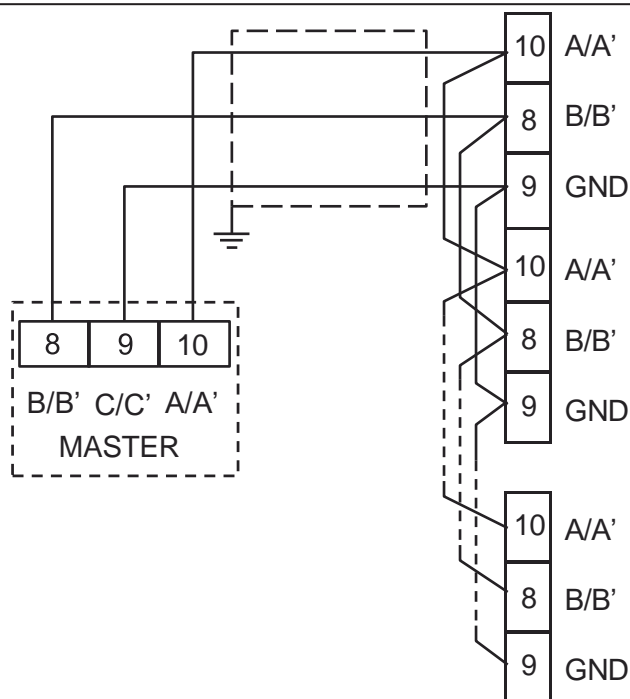 10 A/A’
8 B/B’
9 GND
10 A/A’
8 B/B’
9 GND
8 9 10
B/B’ C/C’ A/A’
MASTER
10 A/A’
8 B/B’
9 GND